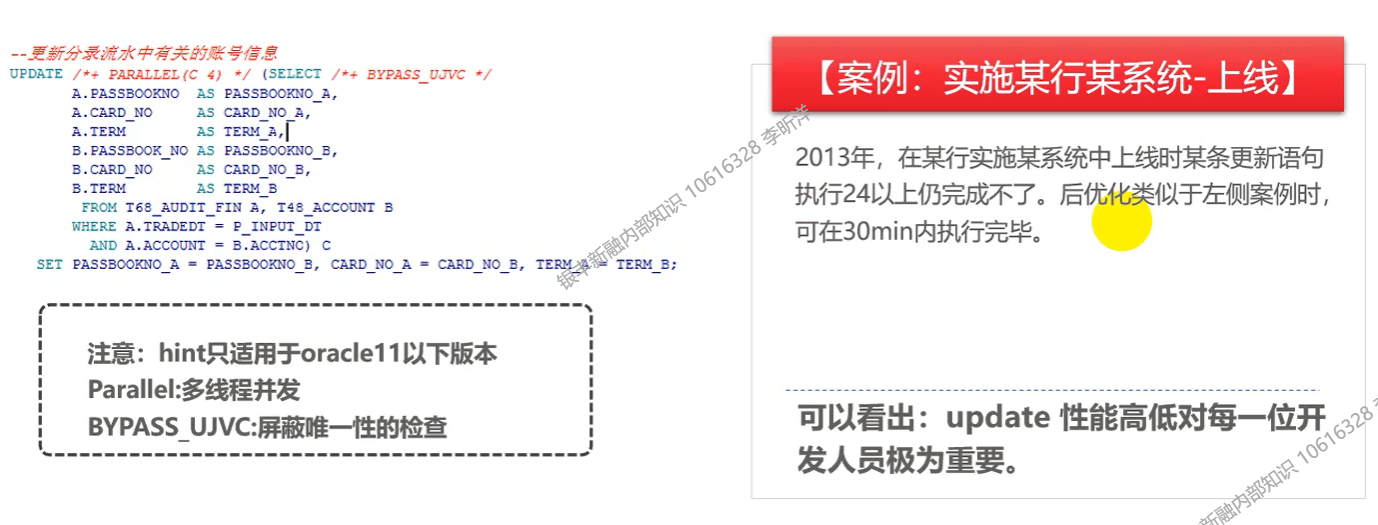 --更新分录流水中有关的账号信息
UPDATE /*+ PARALLEL(C 4) */ (SELECT /*+ BYPASS_UJVC */
A.PASSBOOKNO AS PASSBOOKNO_A,
A.CARD_NO AS CARD_NO_A,
A.TERM AS TERM_A,
B.PASSBOOK_NO AS PASSBOOKNO_B,
B.CARD_NO AS CARD_NO_B,
B.TERM AS TERM_B
FROM T68_AUDIT_FIN A, T48_ACCOUNT B
WHERE A.TRADEDT = P_INPUT_DT
AND A.ACCOUNT = B.ACCTNO) C
SET PASSBOOKNO_A = PASSBOOKNO_B, CARD_NO_A = CARD_NO_B, TERM_A = TERM_B;
注意：hint只适用于oracle11以下版本
Parallel:多线程并发
BYPASS_UJVC:屏蔽唯一性的检查
【案例：实施某行某系统-上线】
2013年，在某行实施某系统中上线时某条更新语句
执行24以上仍完成不了。后优化类似于左侧案例时，
可在30min内执行完毕。
可以看出：update 性能高低对每一位开
发人员极为重要。
银丰新融内部知识 10616328 李昕洋
新融内部知识 10616328